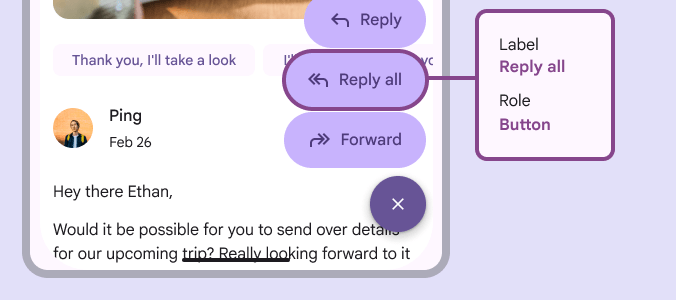 Reply
Thank you, I'll take a look
Reply all
Ping
Feb 26
Forward
Hey there Ethan,
Would it be possible for you to send over details
for our upcoming trip? Really looking forward to it
Label
Reply all
Role
Button